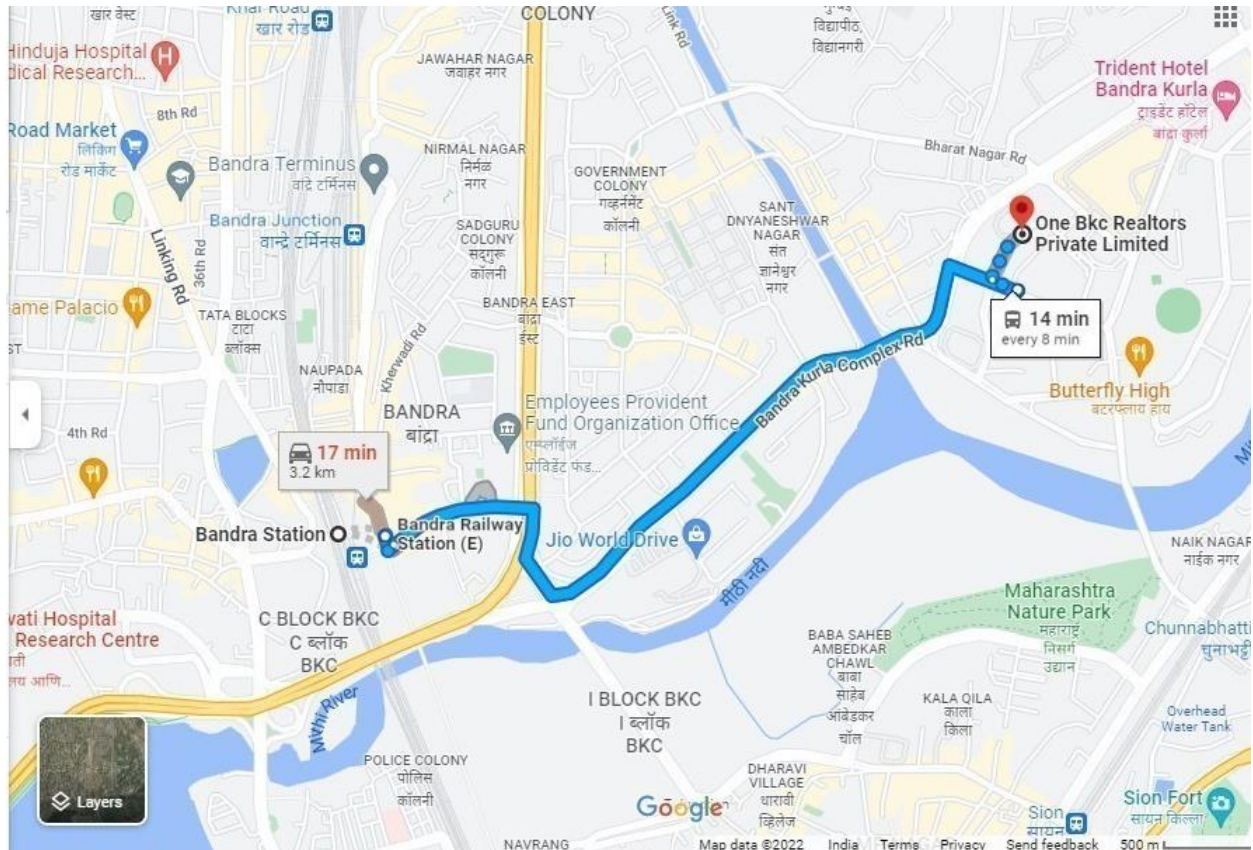 खार वेस्ट
Khar Road
खार रोड
COLONY
Link Rd
विद्यापीठ,
विद्यानगरी
Hinduja Hospital
dical Research...
JAWAHAR NAGAR
जवाहर नगर
Trident Hotel
Bandra Kurla
ट्राइडेंट हॉटेल
बांद्रा कुर्ला
8th Rd
Road Market
लिंकिंग
रोड मार्केट
Bandra Terminus
वांद्रे टर्मिनस
NIRMAL NAGAR
निर्मळ
नगर
GOVERNMENT
COLONY
गव्हर्नमेंट
कॉलनी
Bharat Nagar Rd
Bandra Junction
वान्द्रे टर्मिनस
SADGURU
COLONY
सद्गुरू
कॉलनी
SANT
DNYANESHWAR
NAGAR
संत
ज्ञानेश्वर
नगर
One Bkc Realtors
Private Limited
Linking Rd
36th Rd
ame Palacio
TATA BLOCKS
टाटा
ब्लॉक्स
BANDRA EAST
बांद्रा
ईस्ट
14 min
every 8 min
ST
NAUPADA
नौपाडा
Kherwadi Rd
Bandra Kurla Complex Rd
Butterfly High
बटरफ्लाय हाय
BANDRA
बांद्रा
Employees Provident
Fund Organization Office
एम्प्लॉईज
प्रोविडेंट फंड...
4th Rd
17 min
3.2 km
Bandra Station
Bandra Railway
Station (E)
Jio World Drive
मीठी नदी
NAIK NAGAR
नाईक नगर
Maharashtra
Nature Park
महाराष्ट्र
निसर्ग
उद्यान
vati Hospital
Research Centre
ती
लय आणि...
C BLOCK BKC
C ब्लॉक
BKC
BABA SAHEB
AMBEDKAR
CHAWL
बाबा
साहेब
आंबेडकर
चॉल
Chunnabhatti
चुनाभट्टी
I BLOCK BKC
I ब्लॉक
BKC
KALA QILA
काला
किला
Mithi River
Overhead
Water Tank
POLICE COLONY
पोलिस
कॉलनी
Layers
DHARAVI
VILLAGE
धारावी
व्हिलेज
Google
Sion
सायन
Sion Fort
सायन किल्ला
NAVRANG
Map data ©2022 India Terms Privacy Send feedback 500 m